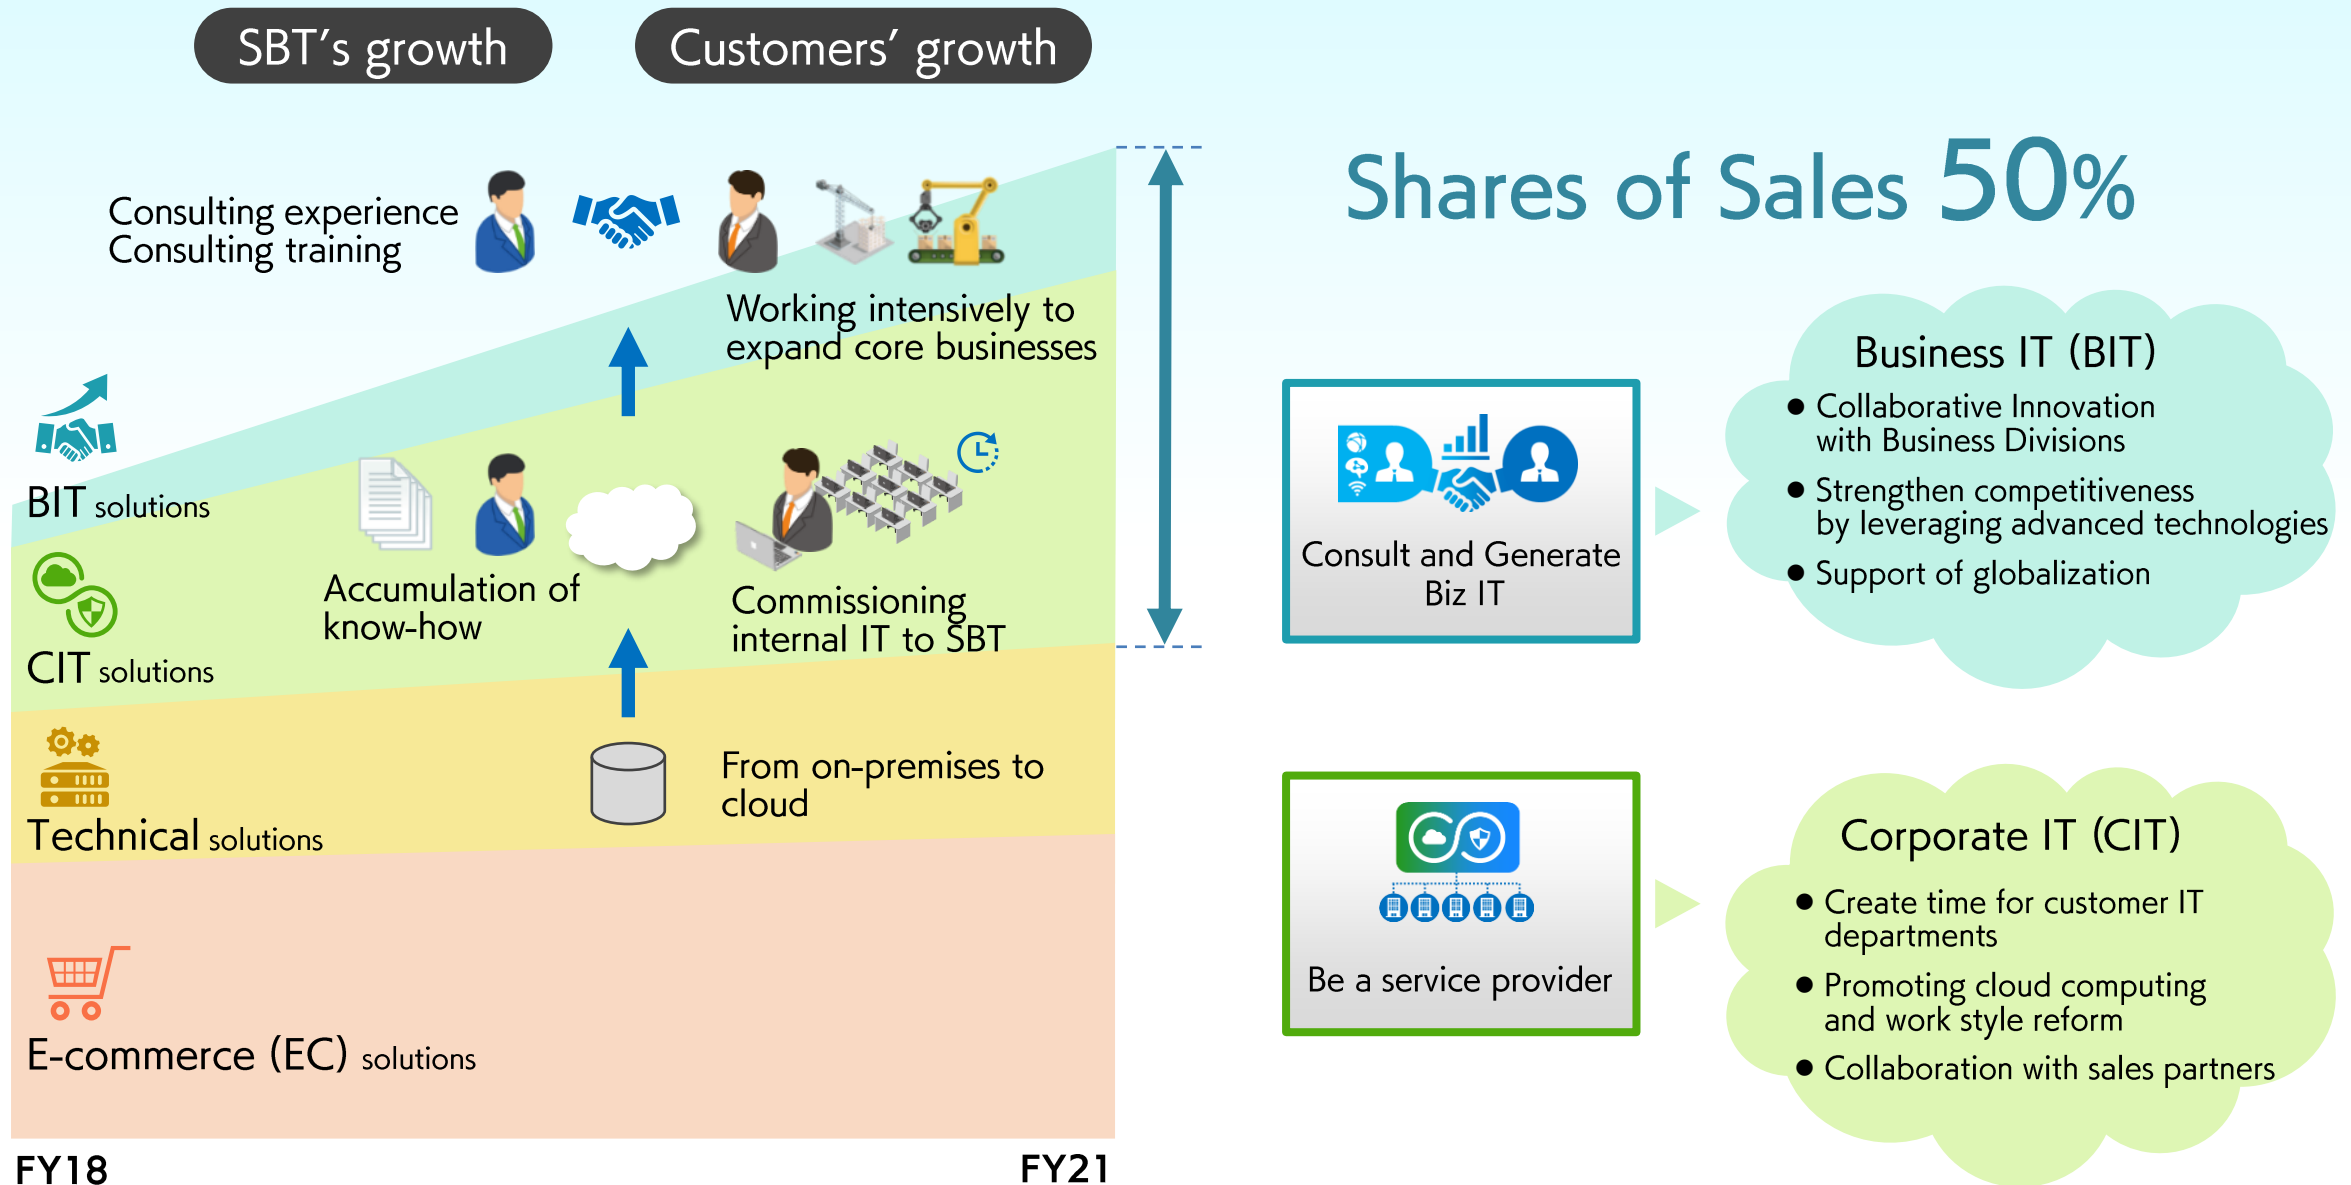 SBT’s growth
Customers’ growth
Consulting experience
Consulting training
Working intensively to
expand core businesses
BIT solutions
Accumulation of
know-how
Commissioning
internal IT to SBT
CIT solutions
From on-premises to
cloud
Technical solutions
E-commerce (EC) solutions
FY18
FY21
Shares of Sales 50%
Consult and Generate
Biz IT
Business IT (BIT)
● Collaborative Innovation
with Business Divisions
● Strengthen competitiveness
by leveraging advanced technologies
● Support of globalization
Be a service provider
Corporate IT (CIT)
● Create time for customer IT
departments
● Promoting cloud computing
and work style reform
● Collaboration with sales partners